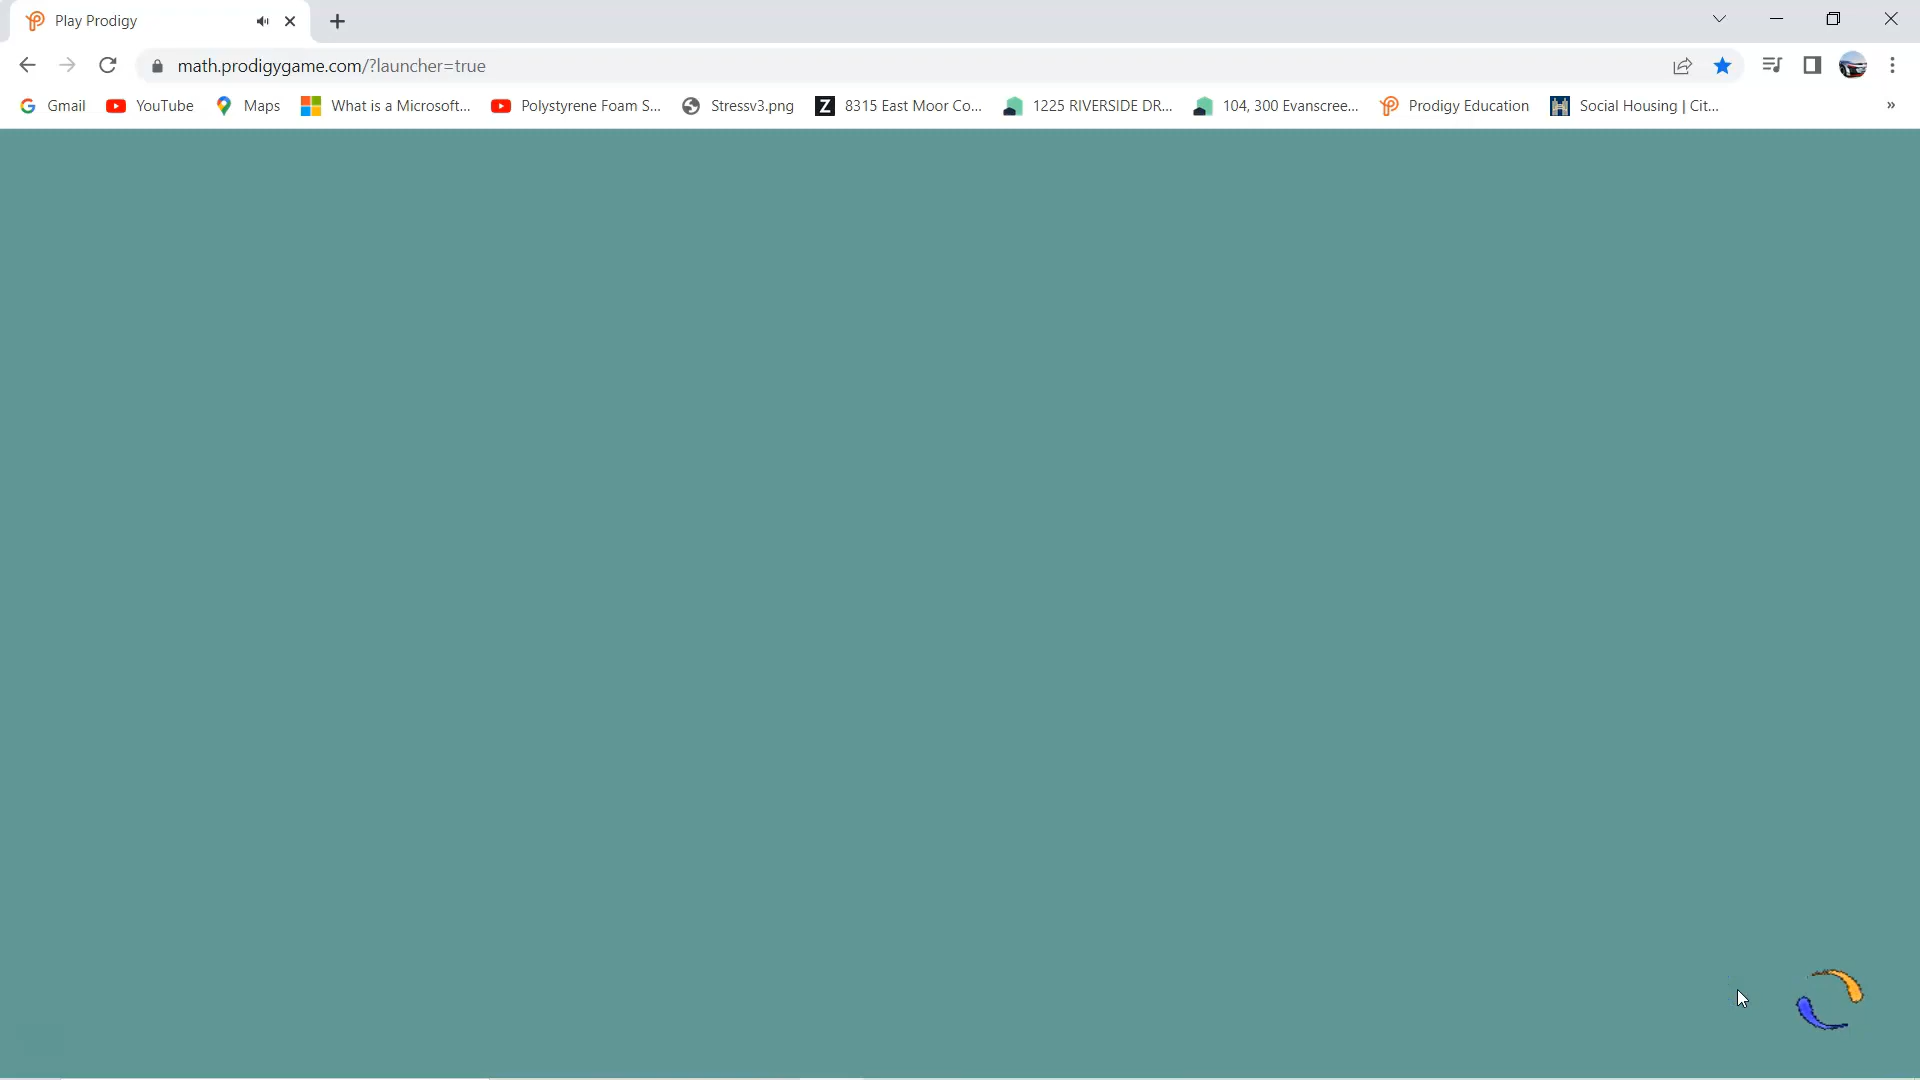 Play Prodigy
math.prodigygame.com/?launcher=true
Gmail YouTube Maps What is a Microsoft... Polystyrene Foam S... Stressv3.png Z 8315 East Moor Co... 1225 RIVERSIDE DR... 104, 300 Evanscree... Prodigy Education Social Housing | Cit... »